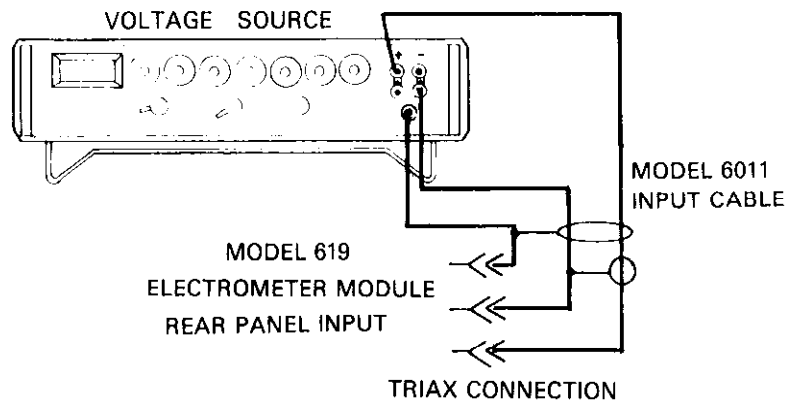 VOLTAGE SOURCE
+ -
MODEL 6011
INPUT CABLE
MODEL 619
ELECTROMETER MODULE
REAR PANEL INPUT
TRIAX CONNECTION